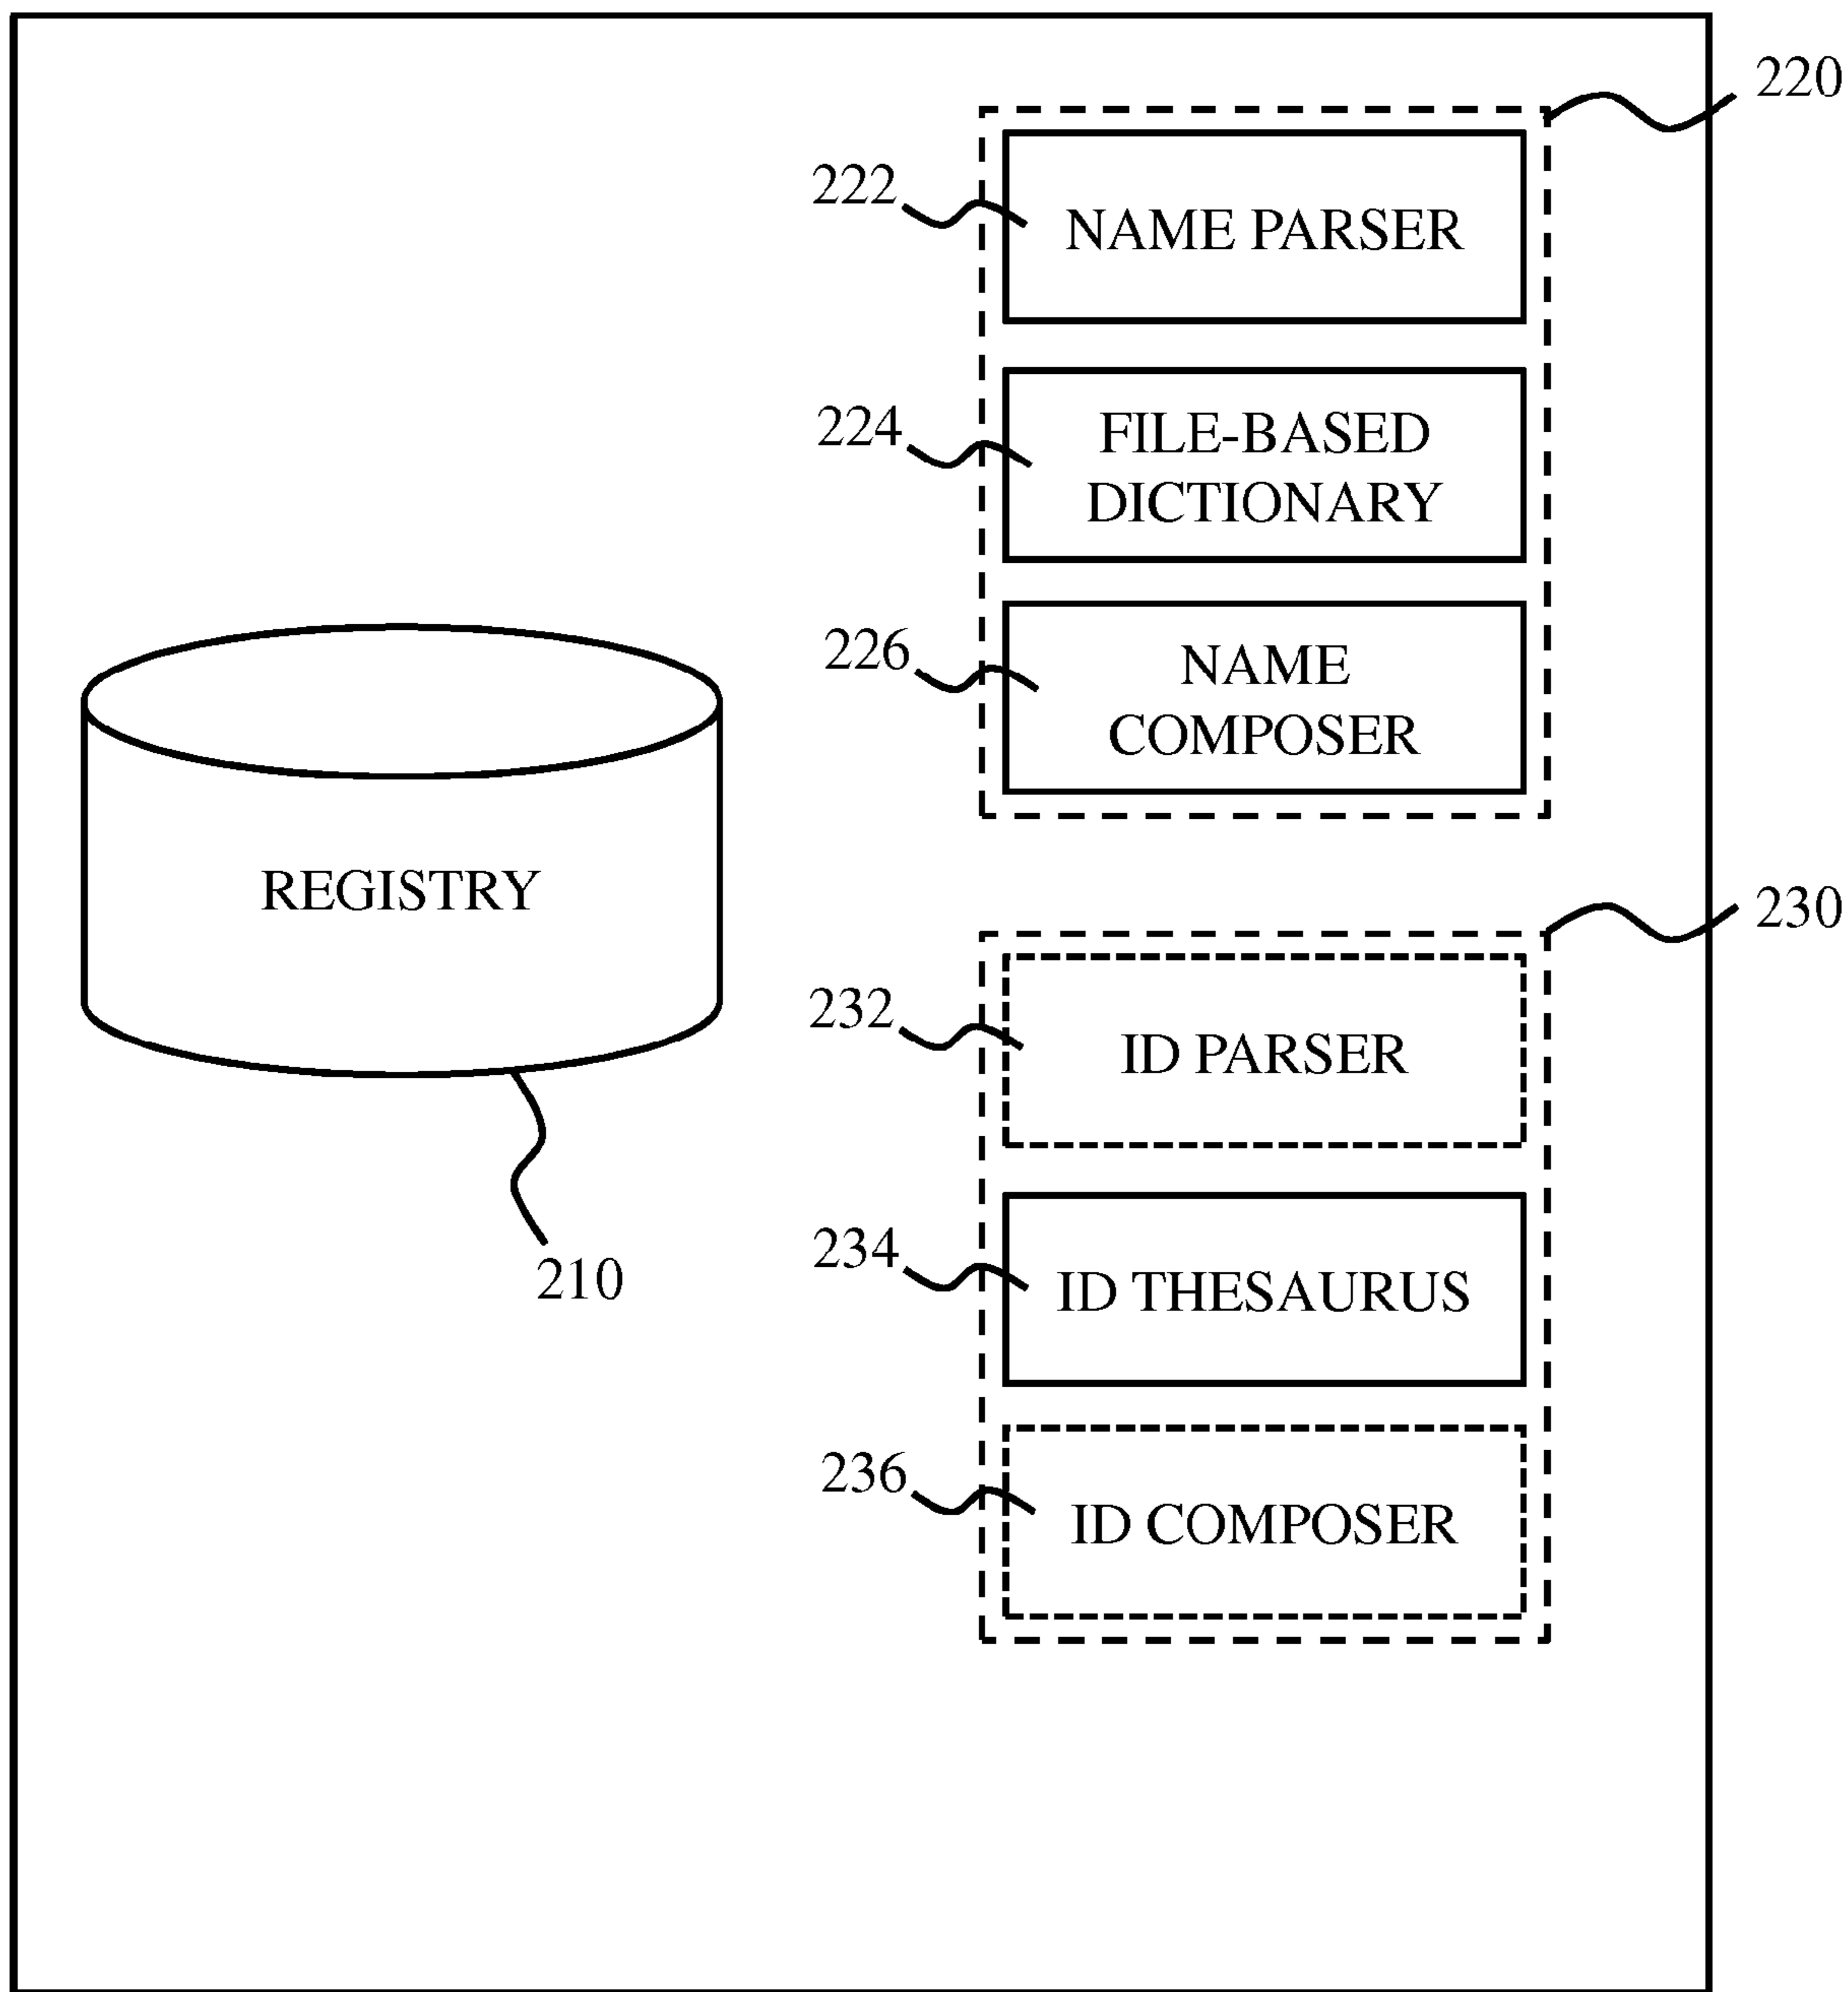 220
222
NAME PARSER
224
FILE-BASED
DICTIONARY
226
NAME
COMPOSER
REGISTRY
210
230
232
ID PARSER
234
ID THESAURUS
236
ID COMPOSER